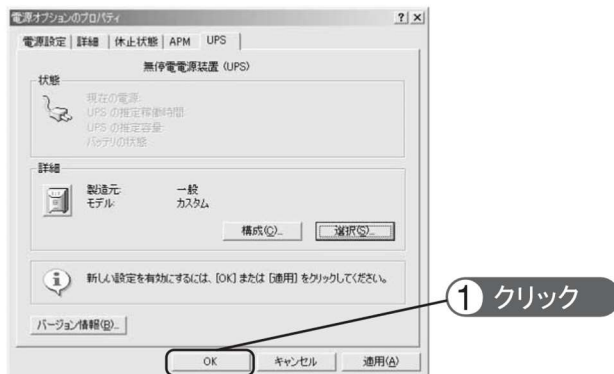 電源オプションのプロパティ
電源設定 詳細 休止状態 APM UPS
無停電電源装置 (UPS)
状態
現在の電源:
UPS の推定稼働時間:
UPS の推定容量:
バッテリの状態:
詳細
製造元: 一般
モデル: カスタム
構成(C)... 選択(S)...
新しい設定を有効にするには、[OK] または [適用] をクリックしてください。
1 クリック
バージョン情報(B)...
OK キャンセル 適用(A)